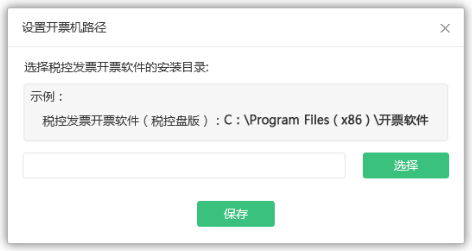 设置开票机路径
选择税控发票开票软件的安装目录:
示例：
税控发票开票软件（税控盘版）：C：\Program Files（x86）\开票软件
选择
保存